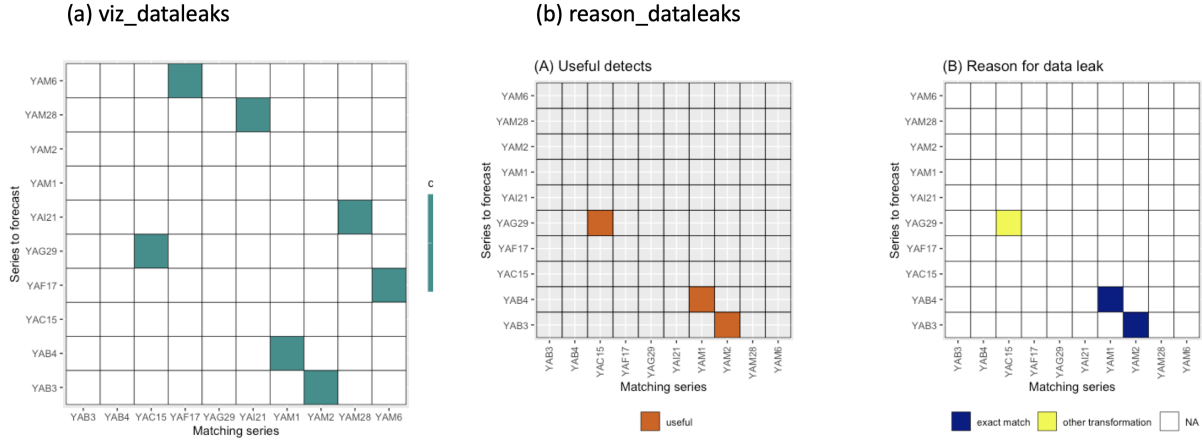 (a) viz_dataleaks
(b) reason_dataleaks
Series to forecast
YAM6
YAM28
YAM2
YAM1
YAI21
YAG29
YAF17
YAC15
YAB4
YAB3
YAB3 YAB4 YAC15 YAF17 YAG29 YAI21 YAM1 YAM2 YAM28 YAM6
Matching series
c
(A) Useful detects
Series to forecast
YAM6
YAM28
YAM2
YAM1
YAI21
YAG29
YAF17
YAC15
YAB4
YAB3
YAB3 YAB4 YAC15 YAF17 YAG29 YAI21 YAM1 YAM2 YAM28 YAM6
Matching series
useful
(B) Reason for data leak
Series to forecast
YAM6
YAM28
YAM2
YAM1
YAI21
YAG29
YAF17
YAC15
YAB4
YAB3
YAB3 YAB4 YAC15 YAF17 YAG29 YAI21 YAM1 YAM2 YAM28 YAM6
Matching series
exact match other transformation NA